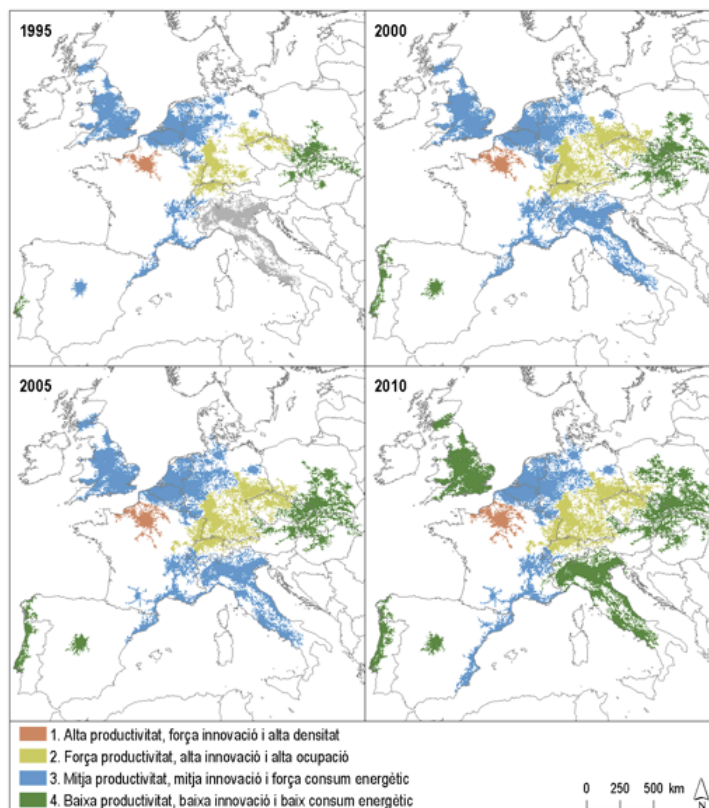 1995
2000
2005
2010
1. Alta productivitat, força innovació i alta densitat
2. Força productivitat, alta innovació i alta ocupació
3. Mitja productivitat, mitja innovació i força consum energètic
4. Baixa productivitat, baixa innovació i baix consum energètic
0 250 500 km
N